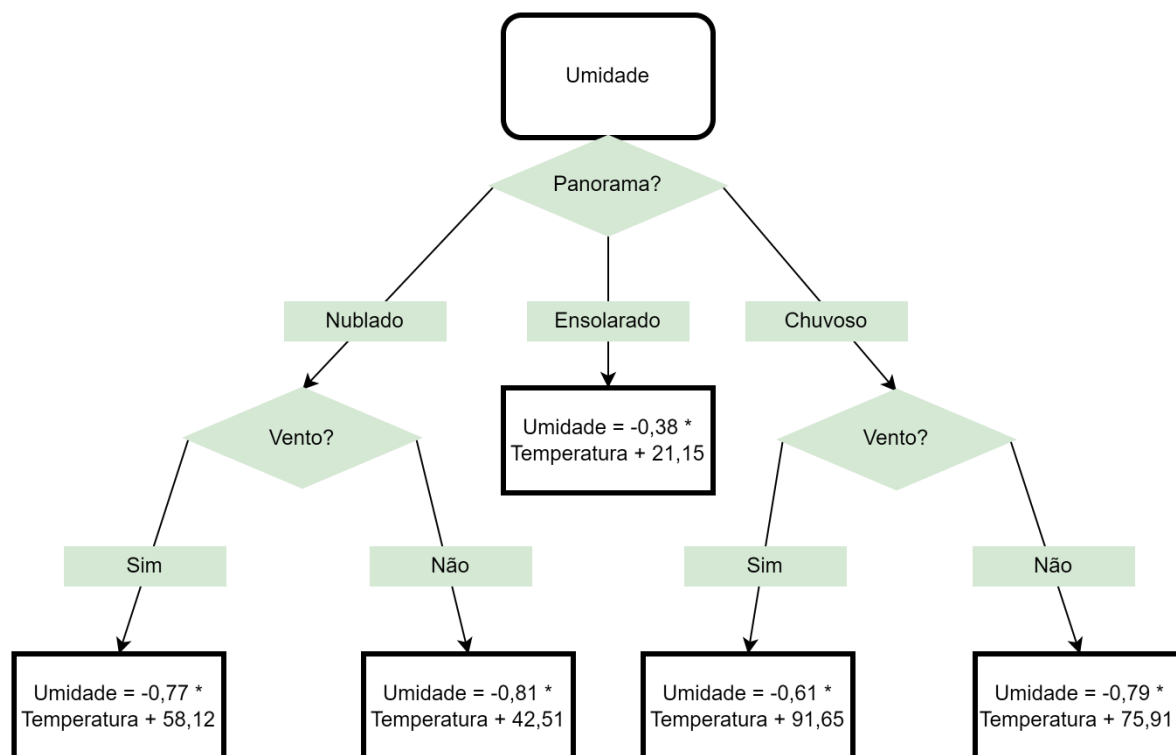 Umidade
Panorama?
Nublado
Ensolarado
Chuvoso
Vento?
Umidade = -0,38 *
Temperatura + 21,15
Vento?
Sim
Não
Sim
Não
Umidade = -0,77 *
Temperatura + 58,12
Umidade = -0,81 *
Temperatura + 42,51
Umidade = -0,61 *
Temperatura + 91,65
Umidade = -0,79 *
Temperatura + 75,91